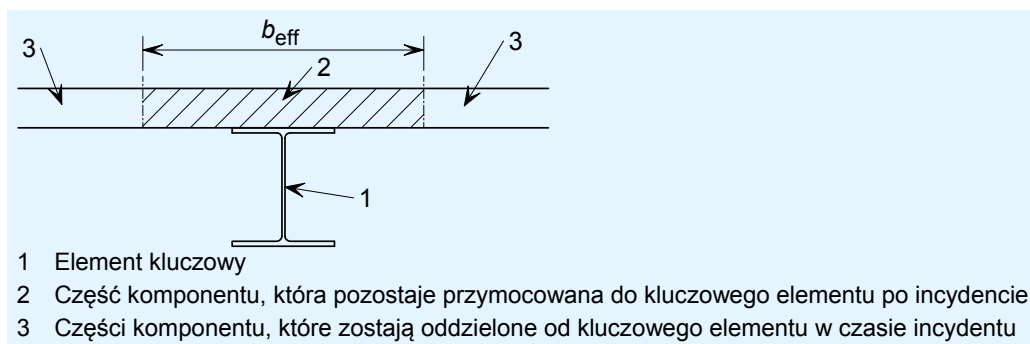 b eff
3
3
2
1
1 Element kluczowy
2 Część komponentu, która pozostaje przymocowana do kluczowego elementu po incydencie
3 Części komponentu, które zostają oddzielone od kluczowego elementu w czasie incydentu